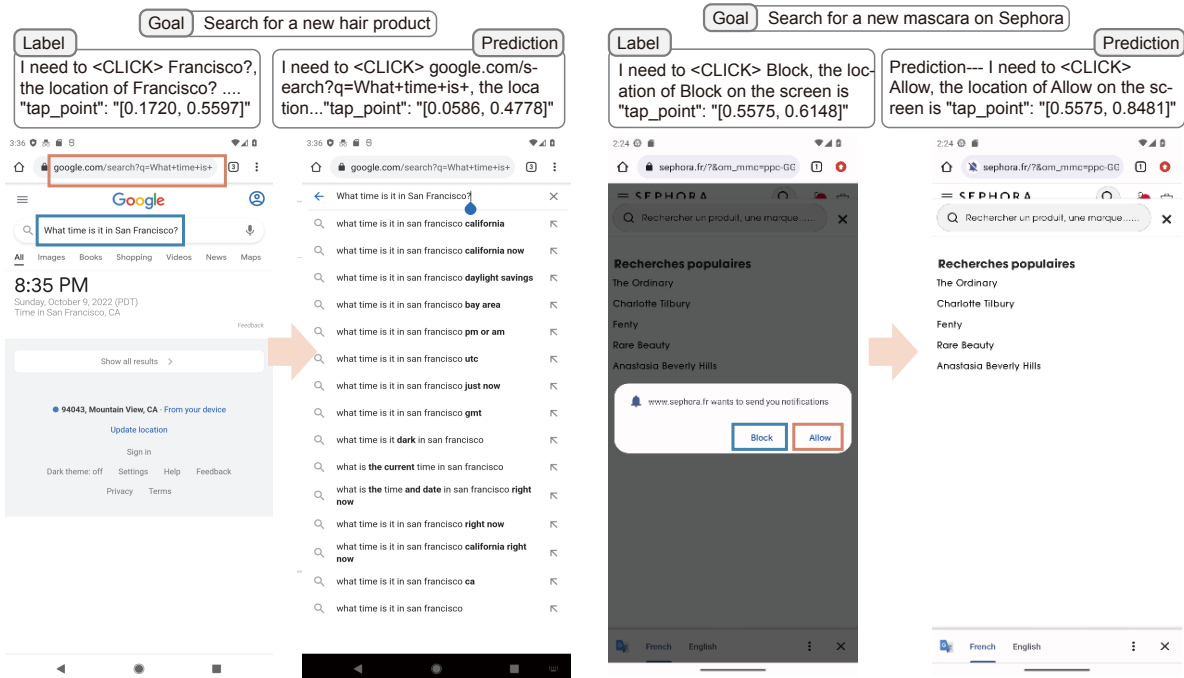 Goal Search for a new hair product
Label
I need to <CLICK> Francisco?,
the location of Francisco? ....
"tap_point": "[0.1720, 0.5597]"
Prediction
I need to <CLICK> google.com/s-
earch?q=What+time+is+, the loca
tion..."tap_point": "[0.0586, 0.4778]"
3:36
google.com/search?q=What+time+is+
3
Google
What time is it in San Francisco?
All Images Books Shopping Videos News Maps
8:35 PM
Sunday, October 9, 2022 (PDT)
Time in San Francisco, CA
Feedback
Show all results
94043, Mountain View, CA - From your device
Update location
Sign in
Dark theme: off Settings Help Feedback
Privacy Terms
3:36
google.com/search?q=What+time+is+
3
What time is it in San Francisco?
what time is it in san francisco california
what time is it in san francisco california now
what time is it in san francisco daylight savings
what time is it in san francisco bay area
what time is it in san francisco pm or am
what time is it in san francisco utc
what time is it in san francisco just now
what time is it in san francisco gmt
what time is it dark in san francisco
what is the current time in san francisco
what is the time and date in san francisco right
now
what time is it in san francisco right now
what time is it in san francisco california right
now
what time is it in san francisco ca
what time is it in san francisco
Goal Search for a new mascara on Sephora
Label
I need to <CLICK> Block, the loc-
ation of Block on the screen is
"tap_point": "[0.5575, 0.6148]"
Prediction
Prediction--- I need to <CLICK>
Allow, the location of Allow on the sc-
reen is "tap_point": "[0.5575, 0.8481]"
2:24
sephora.fr/?&om_mmc=ppc-GG
1
SEPHORA
Rechercher un produit, une marque......
Recherches populaires
The Ordinary
Charlotte Tilbury
Fenty
Rare Beauty
Anastasia Beverly Hills
www.sephora.fr wants to send you notifications
Block Allow
French English
2:24
sephora.fr/?&om_mmc=ppc-GG
1
SEPHORA
Rechercher un produit, une marque......
Recherches populaires
The Ordinary
Charlotte Tilbury
Fenty
Rare Beauty
Anastasia Beverly Hills
French English